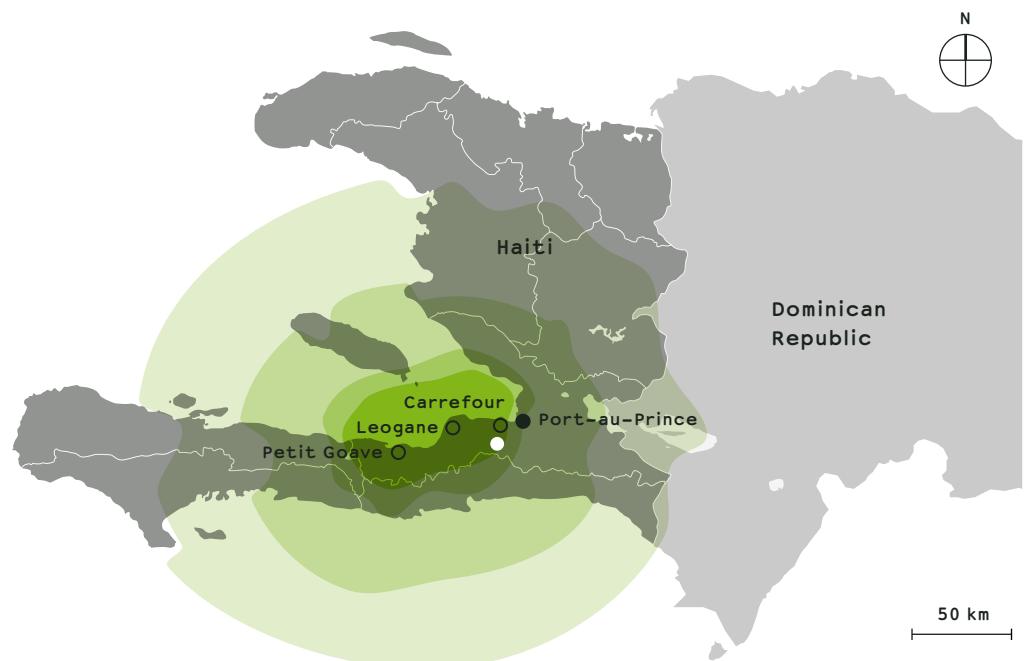 N
Haiti
Dominican
Republic
Carrefour
Port-au-Prince
Leogane
Petit Goave
50 km